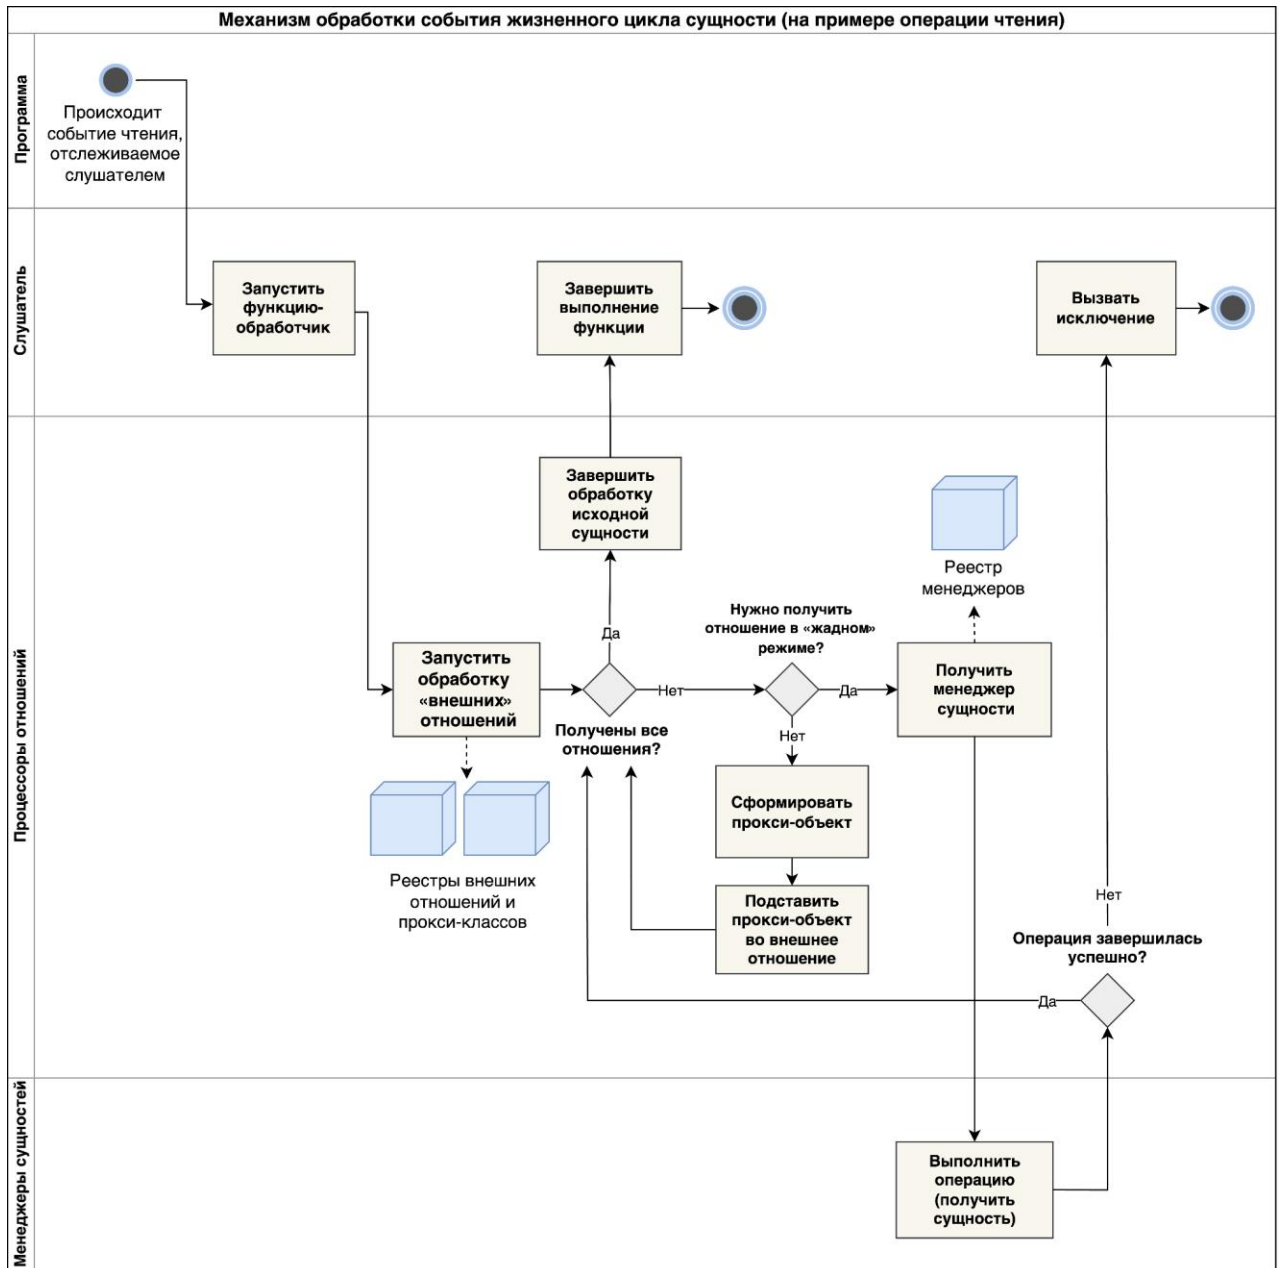 Механизм обработки события жизненного цикла сущности (на примере операции чтения)
Программа
Происходит
событие чтения,
отслеживаемое
слушателем
Слушатель
Запустить
функцию-
обработчик
Завершить
выполнение
функции
Вызвать
исключение
Процессоры отношений
Завершить
обработку
исходной
сущности
Реестр
менеджеров
Да
Нужно получить
отношение в «жадном»
режиме?
Запустить
обработку
«внешних»
отношений
Нет
Да
Получить
менеджер
сущности
Получены все
отношения?
Нет
Сформировать
прокси-объект
Реестры внешних
отношений и
прокси-классов
Подставить
прокси-объект
во внешнее
отношение
Нет
Операция завершилась
успешно?
Да
Менеджеры сущностей
Выполнить
операцию
(получить
сущность)